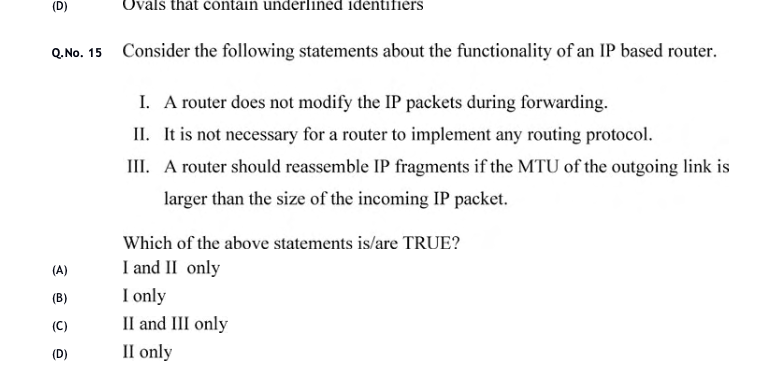 (D) Ovals that contain underlined identifiers
Q.No. 15 Consider the following statements about the functionality of an IP based router.
I. A router does not modify the IP packets during forwarding.
II. It is not necessary for a router to implement any routing protocol.
III. A router should reassemble IP fragments if the MTU of the outgoing link is
larger than the size of the incoming IP packet.
Which of the above statements is/are TRUE?
(A) I and II only
(B) I only
(C) II and III only
(D) II only